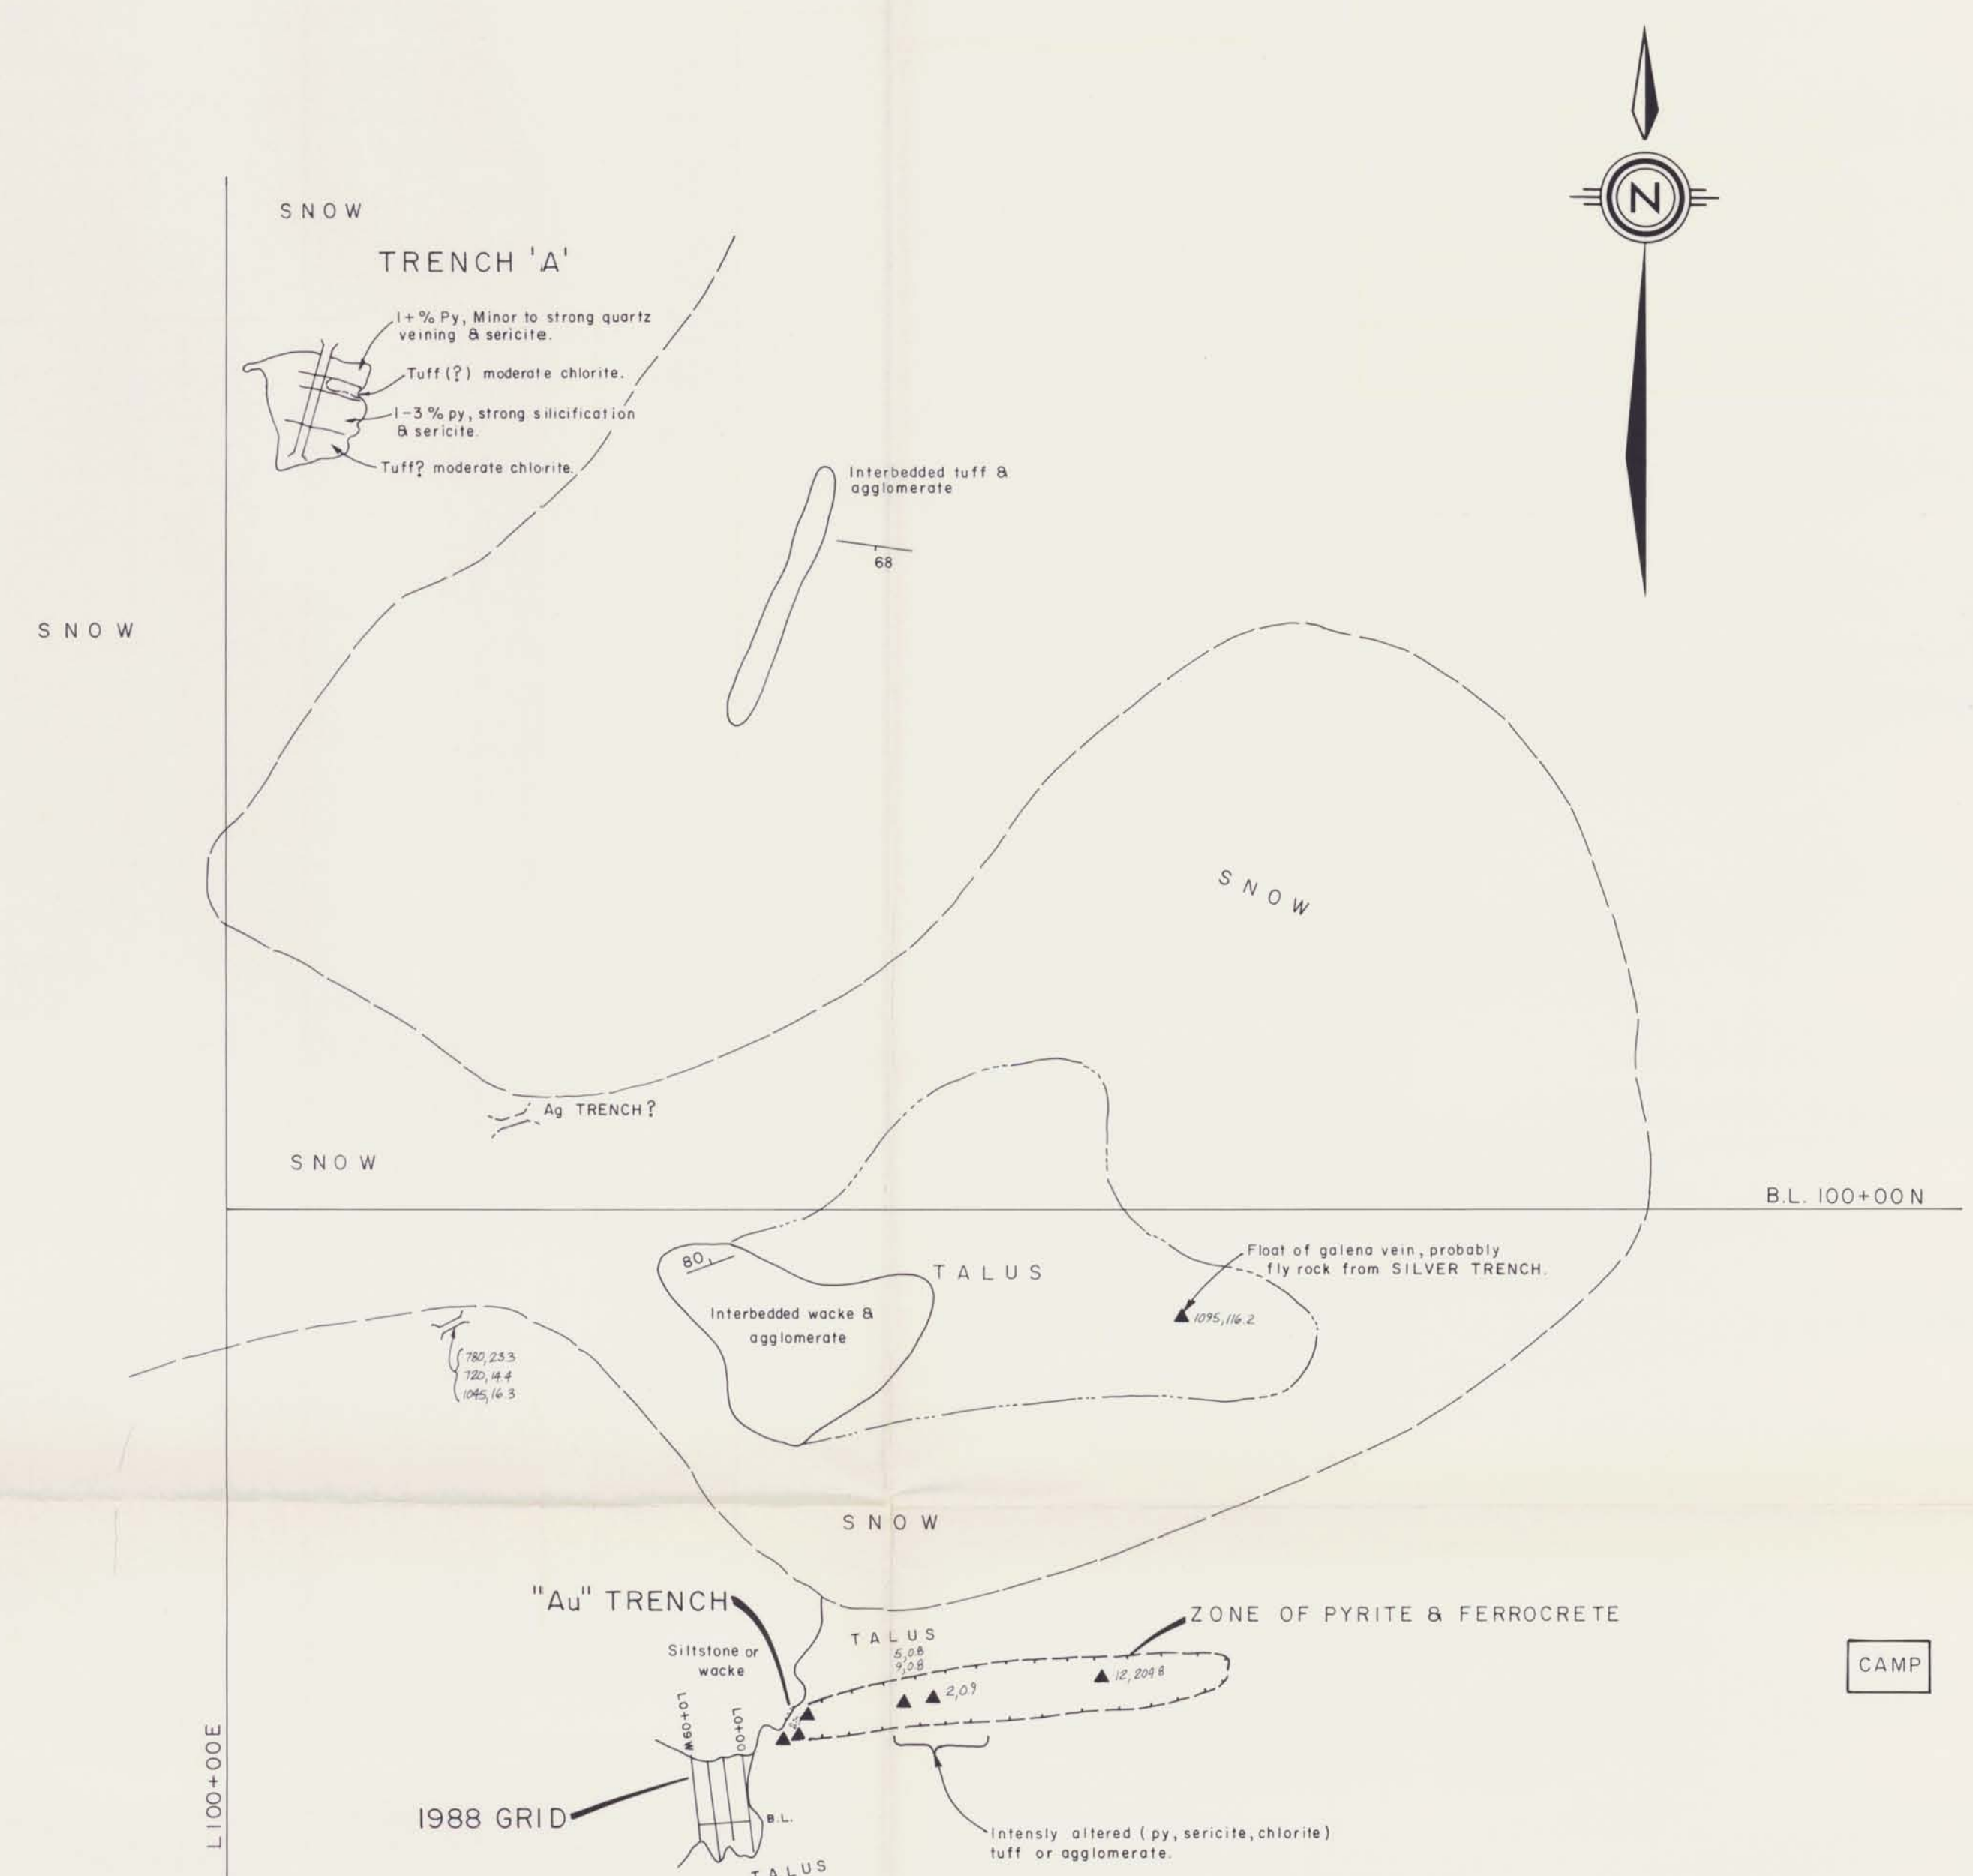 N
SNOW
TRENCH 'A'
1+% Py, Minor to strong quartz
veining & sericite.
Tuff (?) moderate chlorite.
1-3% py, strong silicification
& sericite.
Tuff? moderate chlorite.
Interbedded tuff &
agglomerate
68
SNOW
SNOW
Ag TRENCH?
SNOW
B.L. 100+00N
80
TALUS
Float of galena vein, probably
fly rock from SILVER TRENCH.
1095,116.2
Interbedded wacke &
agglomerate
780,23.3
720,14.4
1045,16.3
SNOW
"Au" TRENCH
ZONE OF PYRITE & FERROCRETE
TALUS
5,0.8
9,0.8
Siltstone or
wacke
CAMP
12,204.8
2,0.9
L0+09W
L0+00
L100+00E
1988 GRID
B.L.
Intensly altered (py, sericite, chlorite)
tuff or agglomerate.
TALUS